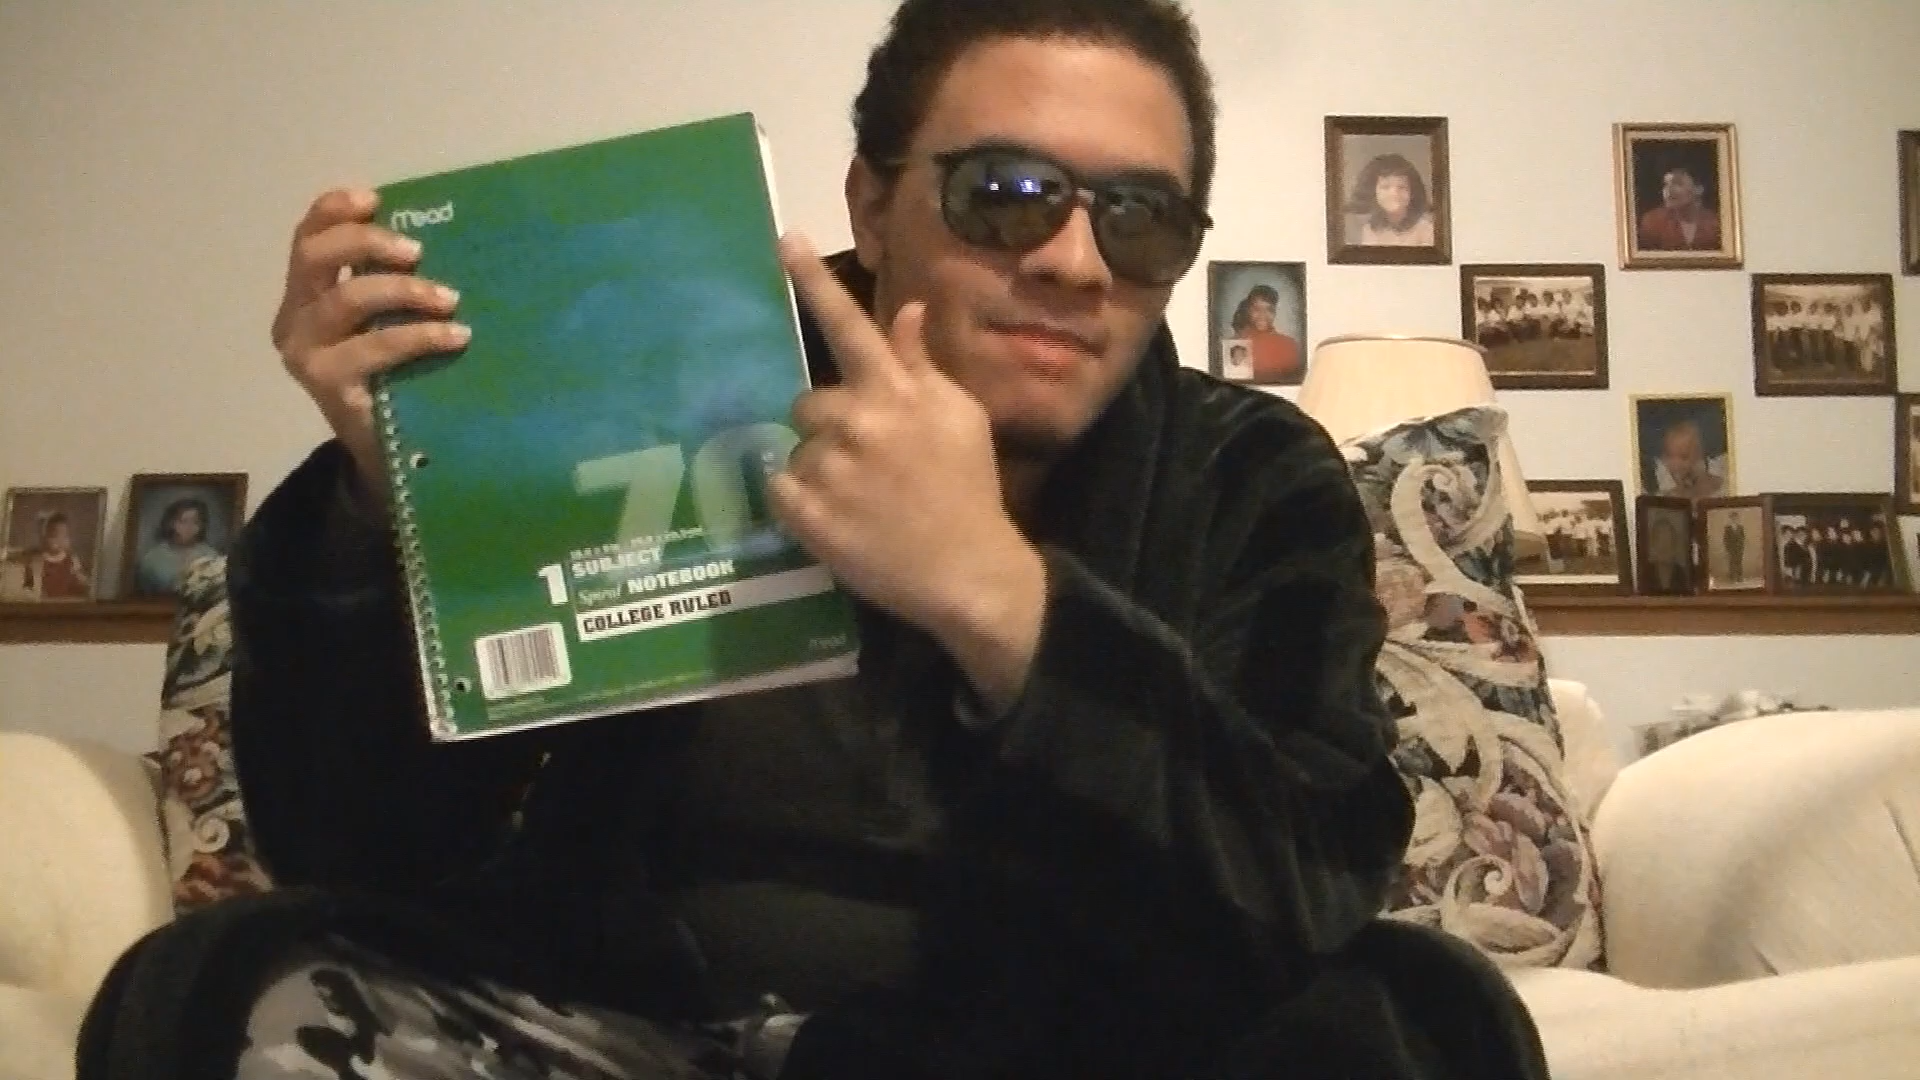 Mead
70
1 SUBJECT
Spiral NOTEBOOK
COLLEGE RULED
Mead